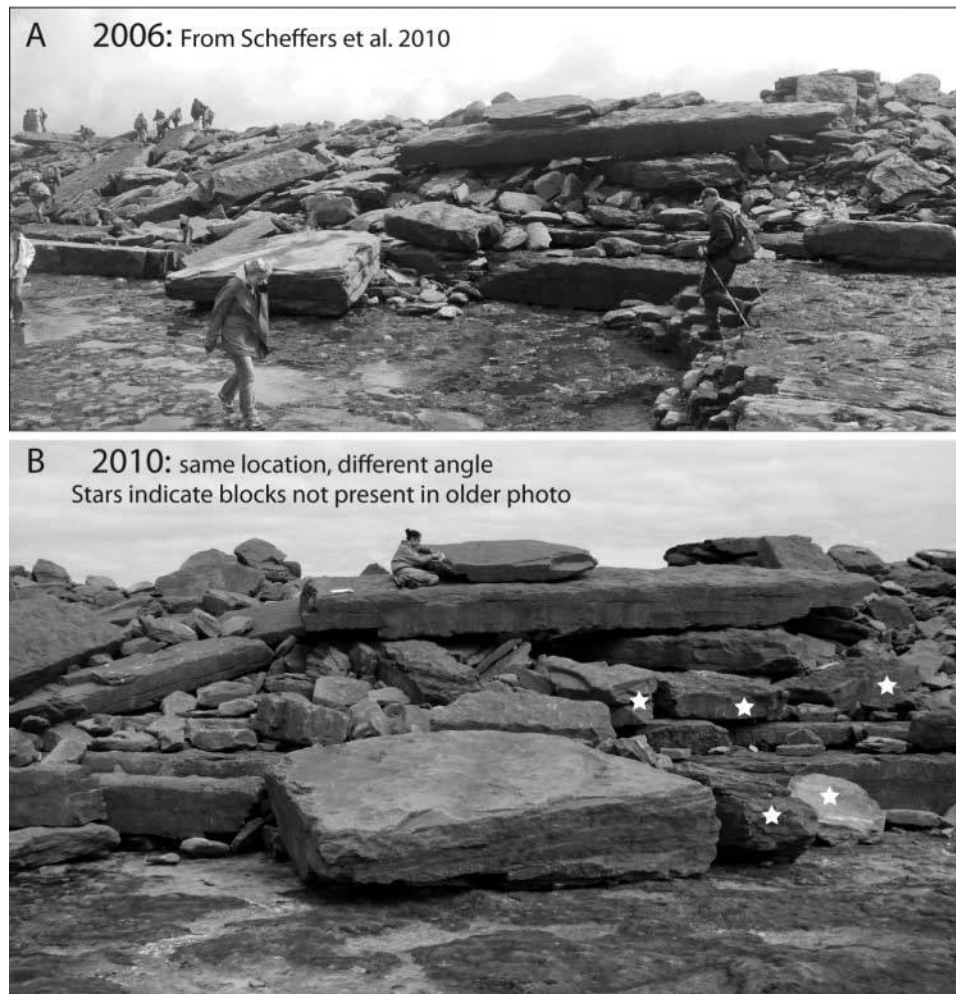 A 2006: From Scheffers et al. 2010
B 2010: same location, different angle
Stars indicate blocks not present in older photo